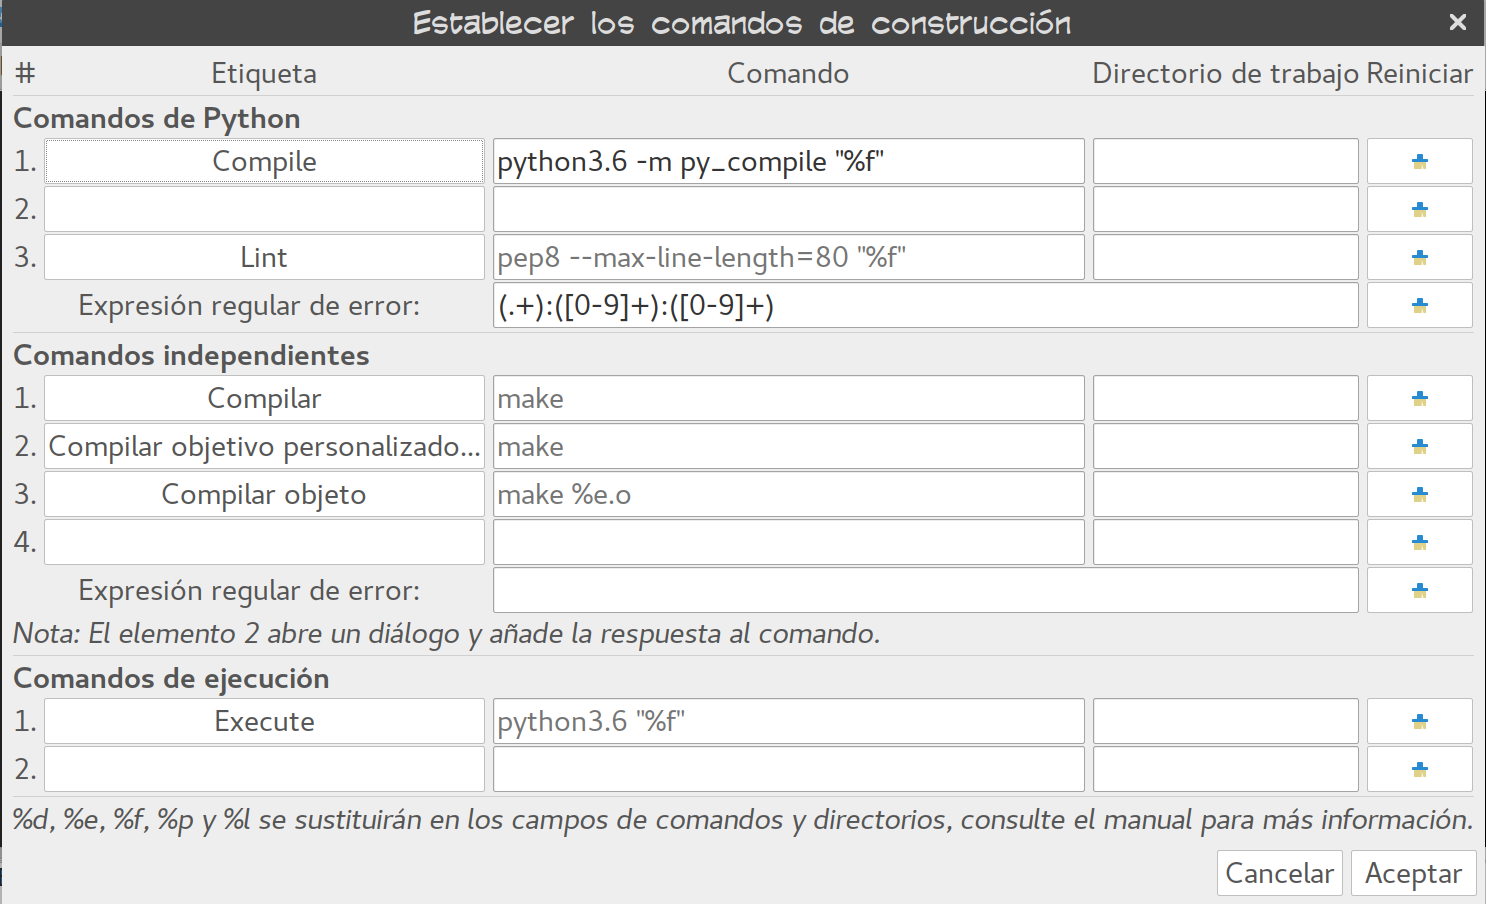 Establecer los comandos de construcción
# Etiqueta Comando Directorio de trabajo Reiniciar
Comandos de Python
1. Compile python3.6 -m py_compile "%f"
2.
3. Lint pep8 --max-line-length=80 "%f"
Expresión regular de error: (.+):([0-9]+):([0-9]+)
Comandos independientes
1. Compilar make
2. Compilar objetivo personalizado... make
3. Compilar objeto make %e.o
4.
Expresión regular de error:
Nota: El elemento 2 abre un diálogo y añade la respuesta al comando.
Comandos de ejecución
1. Execute python3.6 "%f"
2.
%d, %e, %f, %p y %l se sustituirán en los campos de comandos y directorios, consulte el manual para más información.
Cancelar Aceptar